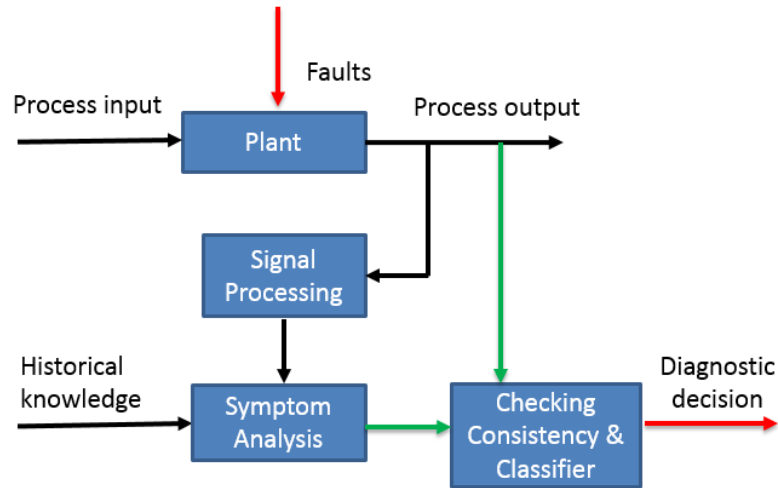 Faults
Process input
Process output
Plant
Signal
Processing
Historical
knowledge
Symptom
Analysis
Checking
Consistency &
Classifier
Diagnostic
decision